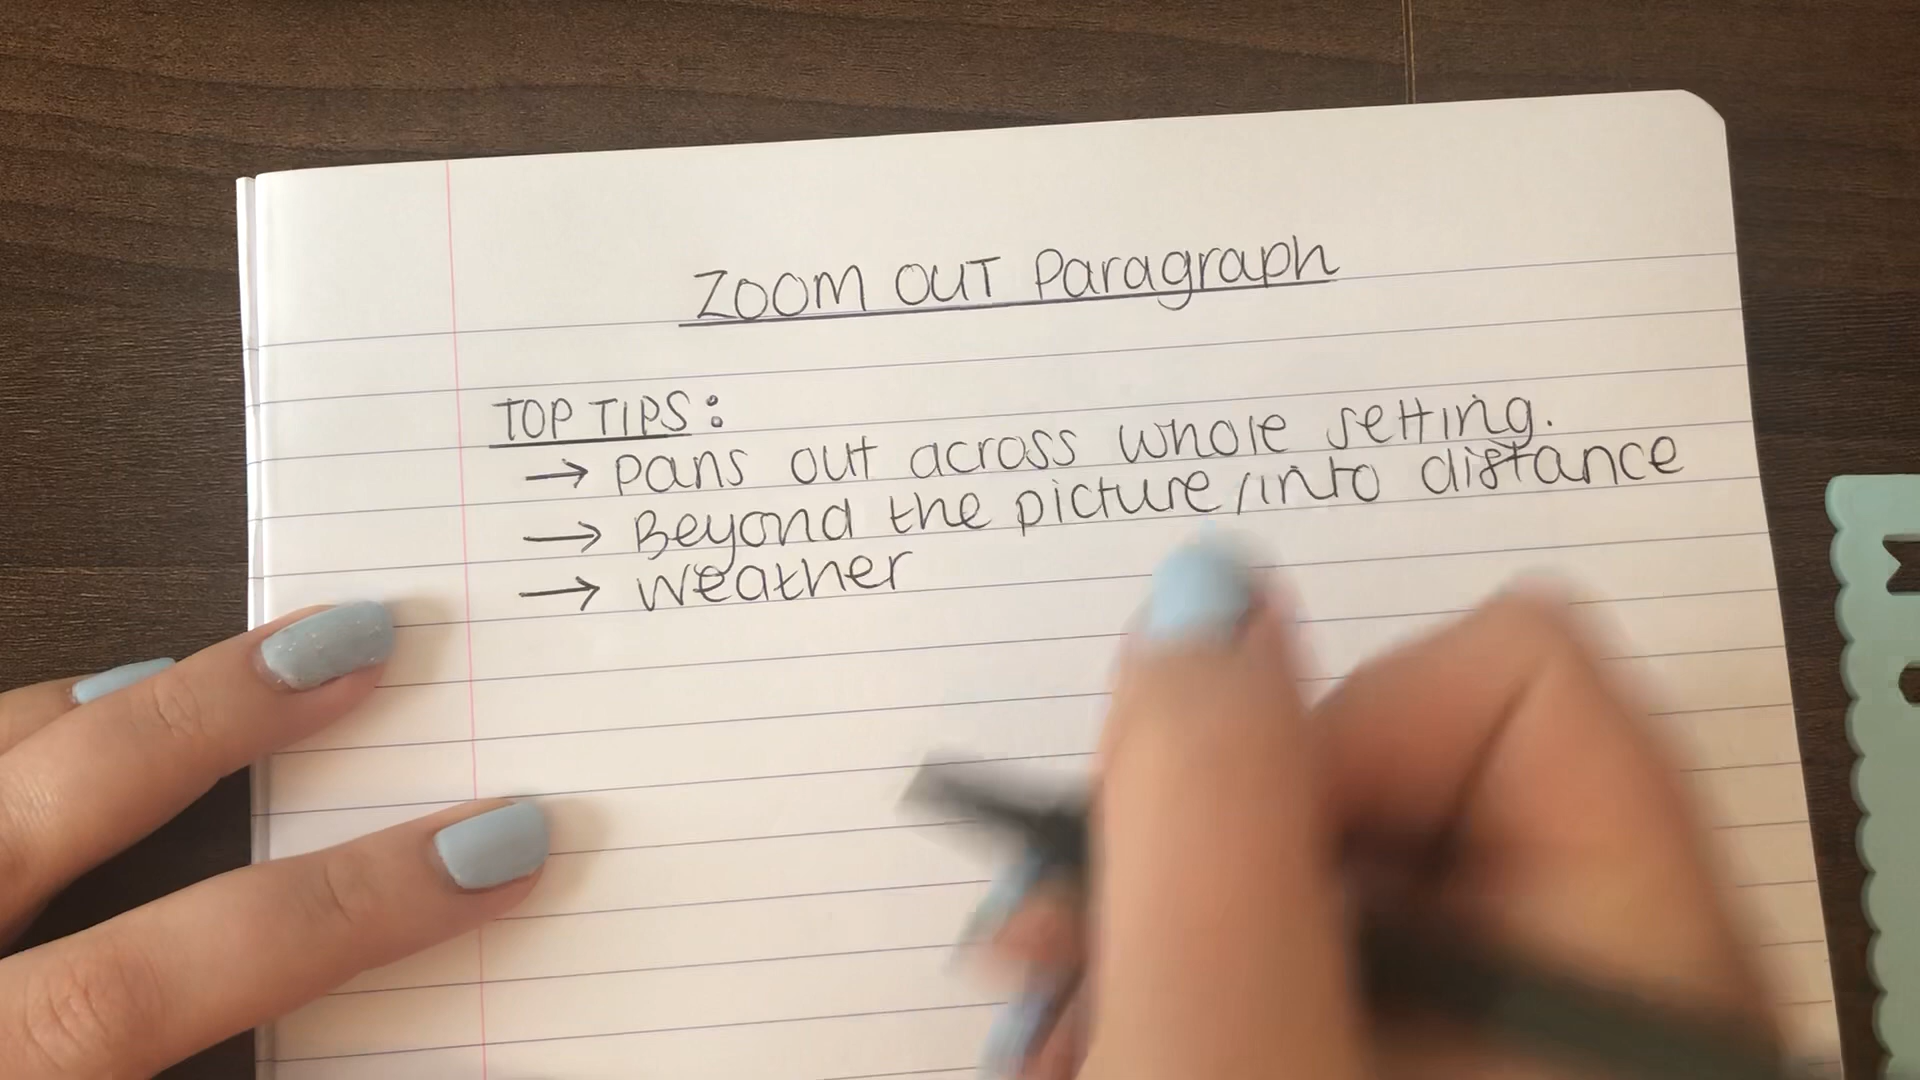 ZOOM OUT Paragraph
TOP TIPS:
→ pans out across whole setting.
→ Beyond the picture/into distance
→ weather